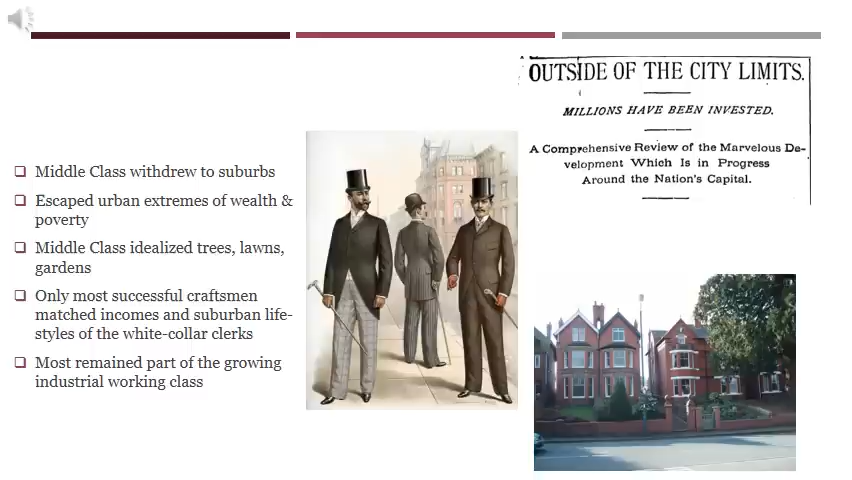 Middle Class withdrew to suburbs
Escaped urban extremes of wealth &
poverty
Middle Class idealized trees, lawns,
gardens
Only most successful craftsmen
matched incomes and suburban life-
styles of the white-collar clerks
Most remained part of the growing
industrial working class
OUTSIDE OF THE CITY LIMITS.
MILLIONS HAVE BEEN INVESTED.
A Comprehensive Review of the Marvelous De-
velopment Which Is in Progress
Around the Nation's Capital.